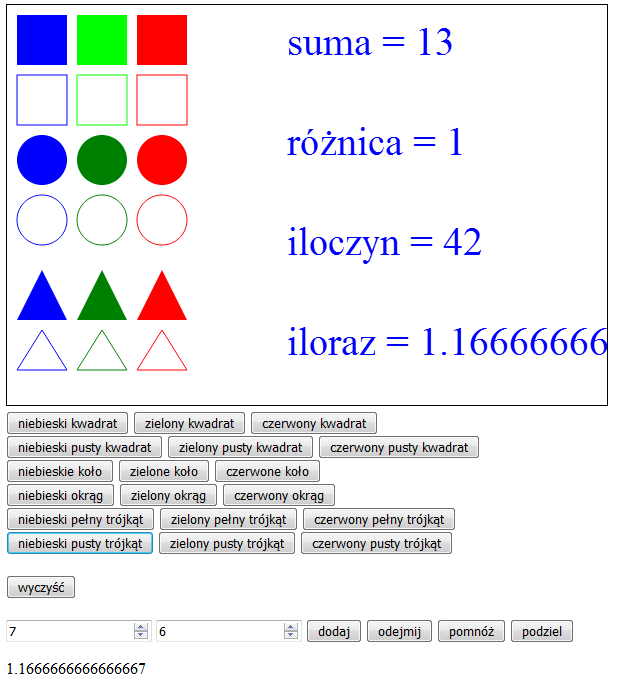 suma = 13
różnica = 1
iloczyn = 42
iloraz = 1.16666666
niebieski kwadrat zielony kwadrat czerwony kwadrat
niebieski pusty kwadrat zielony pusty kwadrat czerwony pusty kwadrat
niebieskie koło zielone koło czerwone koło
niebieski okrąg zielony okrąg czerwony okrąg
niebieski pełny trójkąt zielony pełny trójkąt czerwony pełny trójkąt
niebieski pusty trójkąt zielony pusty trójkąt czerwony pusty trójkąt
wyczyść
7 6 dodaj odejmij pomnóż podziel
1.1666666666666667